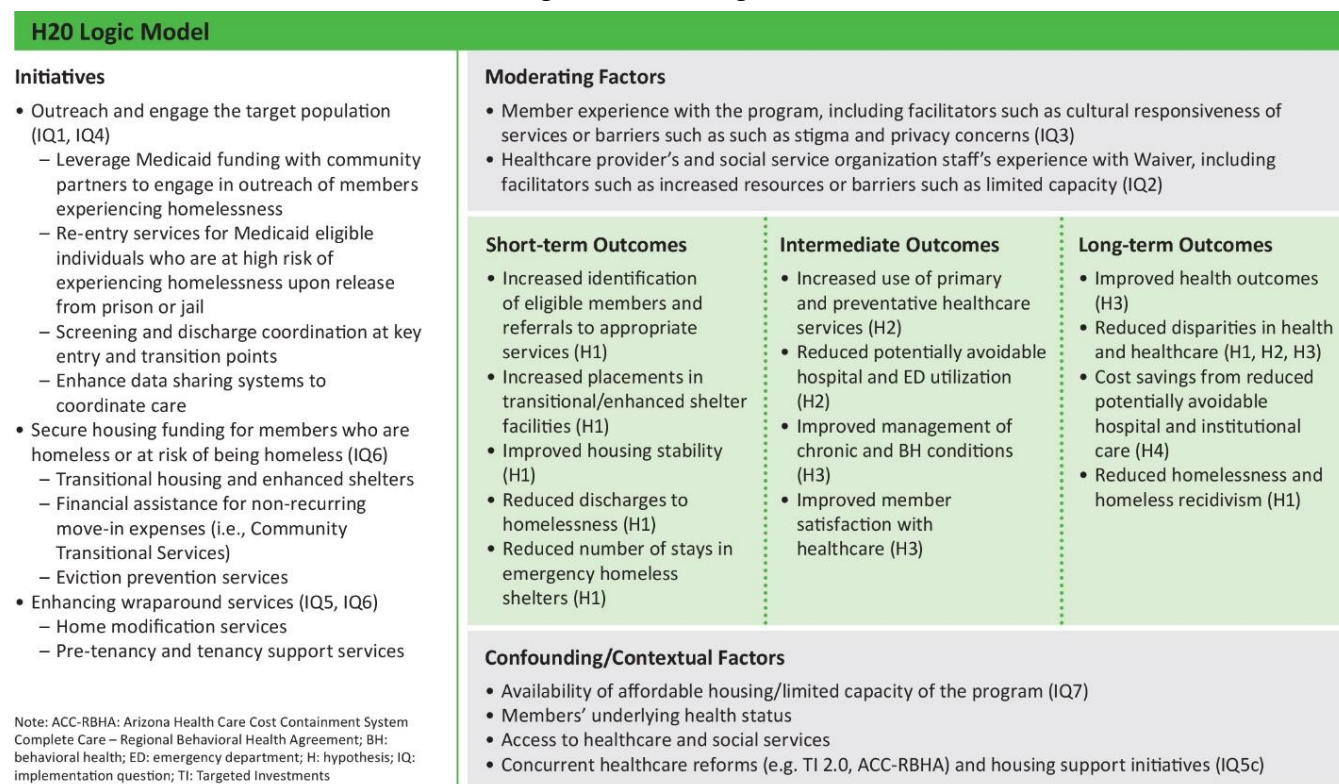 H20 Logic Model
Initiatives
• Outreach and engage the target population
(IQ1, IQ4)
– Leverage Medicaid funding with community
partners to engage in outreach of members
experiencing homelessness
– Re-entry services for Medicaid eligible
individuals who are at high risk of
experiencing homelessness upon release
from prison or jail
– Screening and discharge coordination at key
entry and transition points
– Enhance data sharing systems to
coordinate care
• Secure housing funding for members who are
homeless or at risk of being homeless (IQ6)
– Transitional housing and enhanced shelters
– Financial assistance for non-recurring
move-in expenses (i.e., Community
Transitional Services)
– Eviction prevention services
• Enhancing wraparound services (IQ5, IQ6)
– Home modification services
– Pre-tenancy and tenancy support services
Note: ACC-RBHA: Arizona Health Care Cost Containment System
Complete Care – Regional Behavioral Health Agreement; BH:
behavioral health; ED: emergency department; H: hypothesis; IQ:
implementation question; TI: Targeted Investments
Moderating Factors
• Member experience with the program, including facilitators such as cultural responsiveness of
services or barriers such as such as stigma and privacy concerns (IQ3)
• Healthcare provider's and social service organization staff's experience with Waiver, including
facilitators such as increased resources or barriers such as limited capacity (IQ2)
Short-term Outcomes
• Increased identification
of eligible members and
referrals to appropriate
services (H1)
• Increased placements in
transitional/enhanced shelter
facilities (H1)
• Improved housing stability
(H1)
• Reduced discharges to
homelessness (H1)
• Reduced number of stays in
emergency homeless
shelters (H1)
Intermediate Outcomes
• Increased use of primary
and preventative healthcare
services (H2)
• Reduced potentially avoidable
hospital and ED utilization
(H2)
• Improved management of
chronic and BH conditions
(H3)
• Improved member
satisfaction with
healthcare (H3)
Long-term Outcomes
• Improved health outcomes
(H3)
• Reduced disparities in health
and healthcare (H1, H2, H3)
• Cost savings from reduced
potentially avoidable
hospital and institutional
care (H4)
• Reduced homelessness and
homeless recidivism (H1)
Confounding/Contextual Factors
• Availability of affordable housing/limited capacity of the program (IQ7)
• Members' underlying health status
• Access to healthcare and social services
• Concurrent healthcare reforms (e.g. TI 2.0, ACC-RBHA) and housing support initiatives (IQ5c)